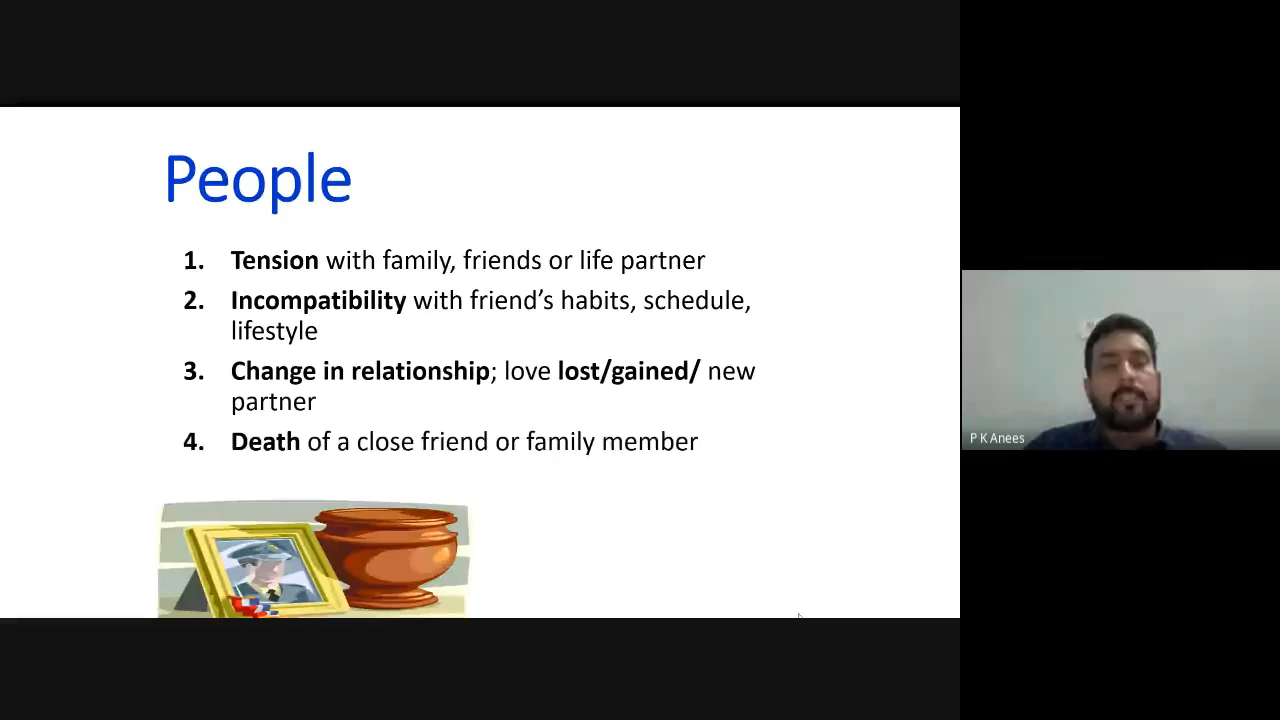 People
1. Tension with family, friends or life partner
2. Incompatibility with friend’s habits, schedule,
lifestyle
3. Change in relationship; love lost/gained/ new
partner
4. Death of a close friend or family member
P K Anees